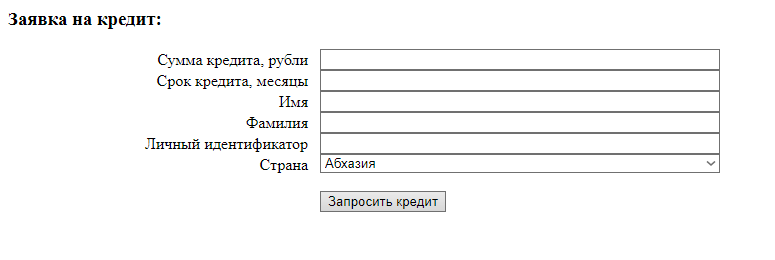 Заявка на кредит:
Сумма кредита, рубли
Срок кредита, месяцы
Имя
Фамилия
Личный идентификатор
Страна Абхазия
Запросить кредит